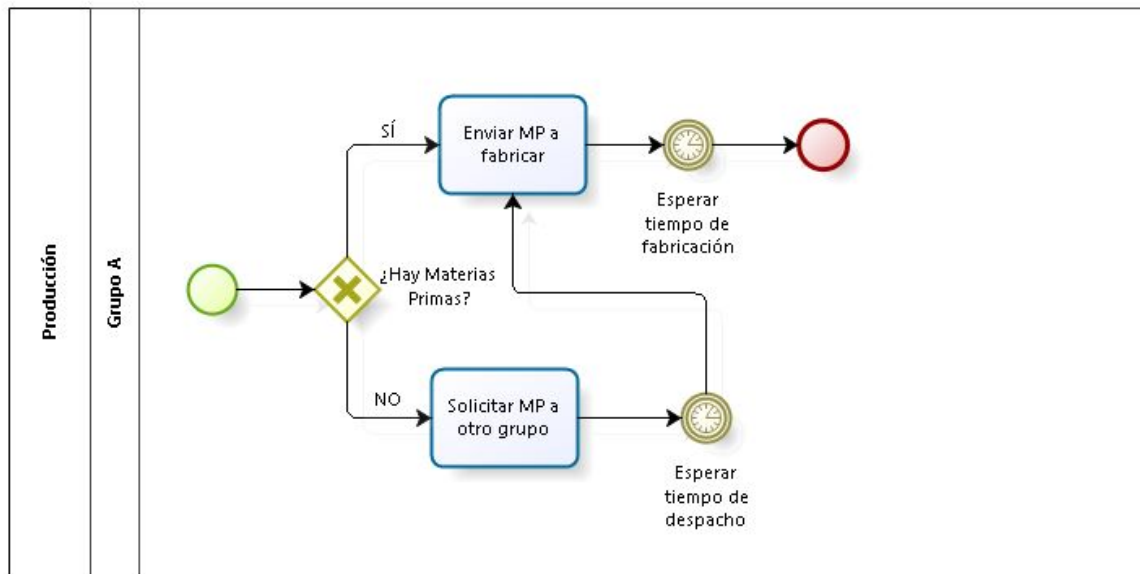 Producción
Grupo A
SÍ
Enviar MP a
fabricar
Esperar
tiempo de
fabricación
¿Hay Materias
Primas?
NO
Solicitar MP a
otro grupo
Esperar
tiempo de
despacho